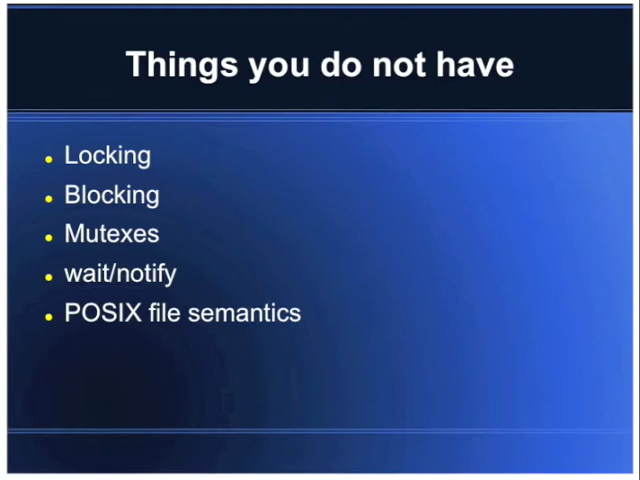 Things you do not have
Locking
Blocking
Mutexes
wait/notify
POSIX file semantics